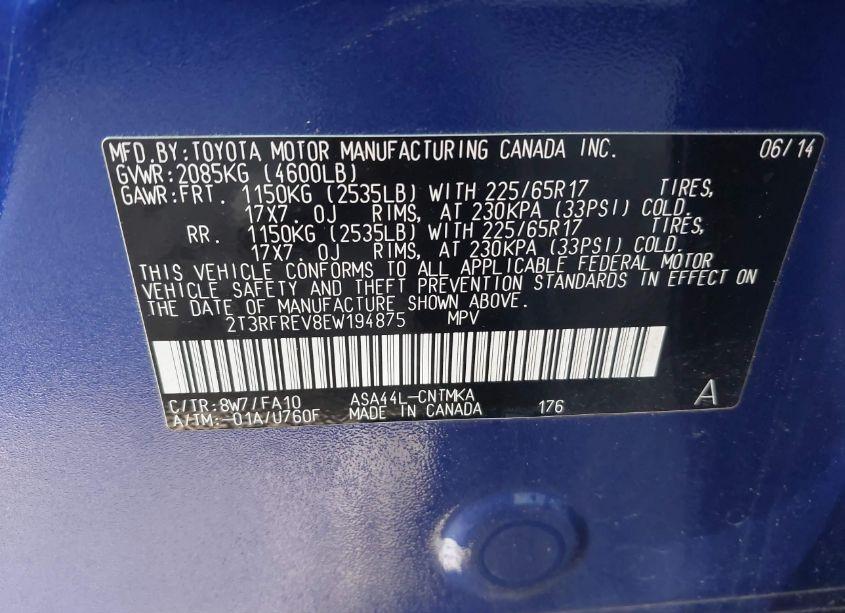 MFD.BY:TOYOTA MOTOR MANUFACTURING CANADA INC. 06/14
GVWR:2085KG (4600LB)
GAWR:FRT. 1150KG (2535LB) WITH 225/65R17 TIRES,
17X7.0J RIMS, AT 230KPA (33PSI) COLD.
RR. 1150KG (2535LB) WITH 225/65R17 TIRES,
17X7.0J RIMS, AT 230KPA (33PSI) COLD.
THIS VEHICLE CONFORMS TO ALL APPLICABLE FEDERAL MOTOR
VEHICLE SAFETY AND THEFT PREVENTION STANDARDS IN EFFECT ON
THE DATE OF MANUFACTURE SHOWN ABOVE.
2T3RFREV8EW194875 MPV
C/TR:8W7/FA10 ASA44L-CNTMKA
A/TM:-01A/U760F MADE IN CANADA 176 A